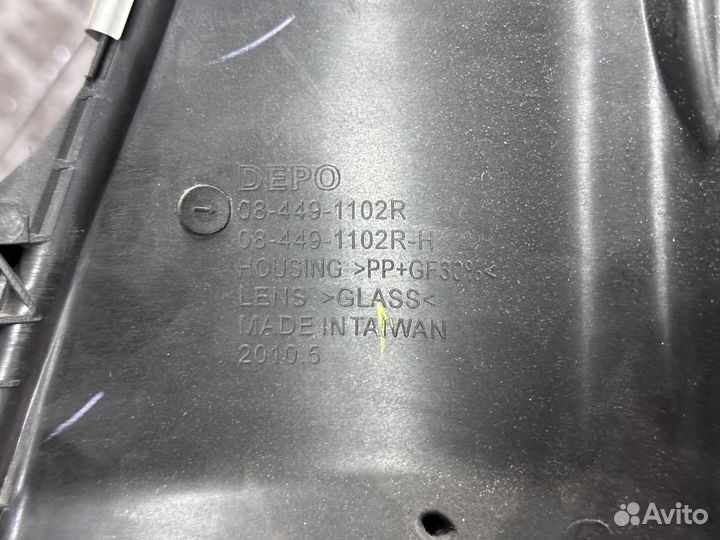 DEPO
08-449-1102R
08-449-1102R-H
HOUSING >PP+GF30%<
LENS >GLASS<
MADE IN TAIWAN
2010.5
Avito